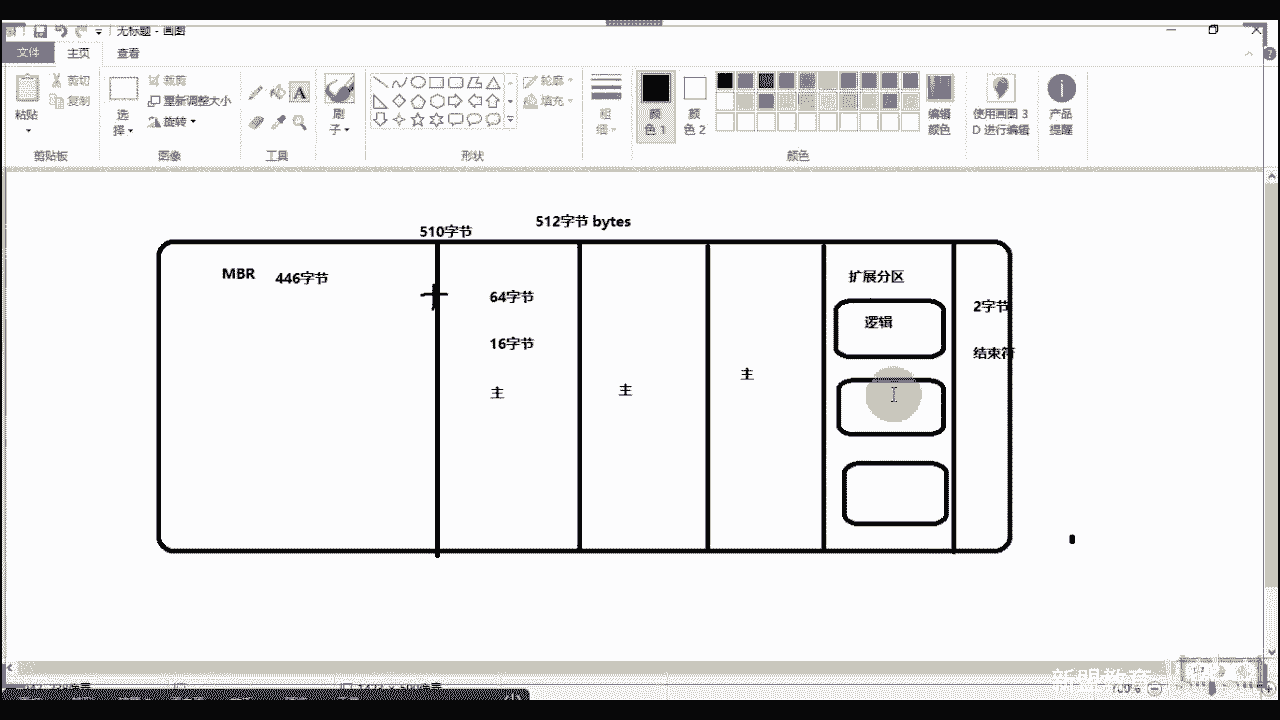 无标题 - 画图
文件 主页 查看
粘贴
剪切
复制
剪贴板
选择
裁剪
重新调整大小
旋转
图像
A
工具
刷子
轮廓
填充
形状
粗细
颜色 1
颜色 2
编辑颜色
颜色
使用画图 3D 进行编辑
产品提醒
512字节 bytes
510字节
MBR 446字节
64字节
16字节
主
主
主
扩展分区
逻辑
2字节
结束符
新盟教育